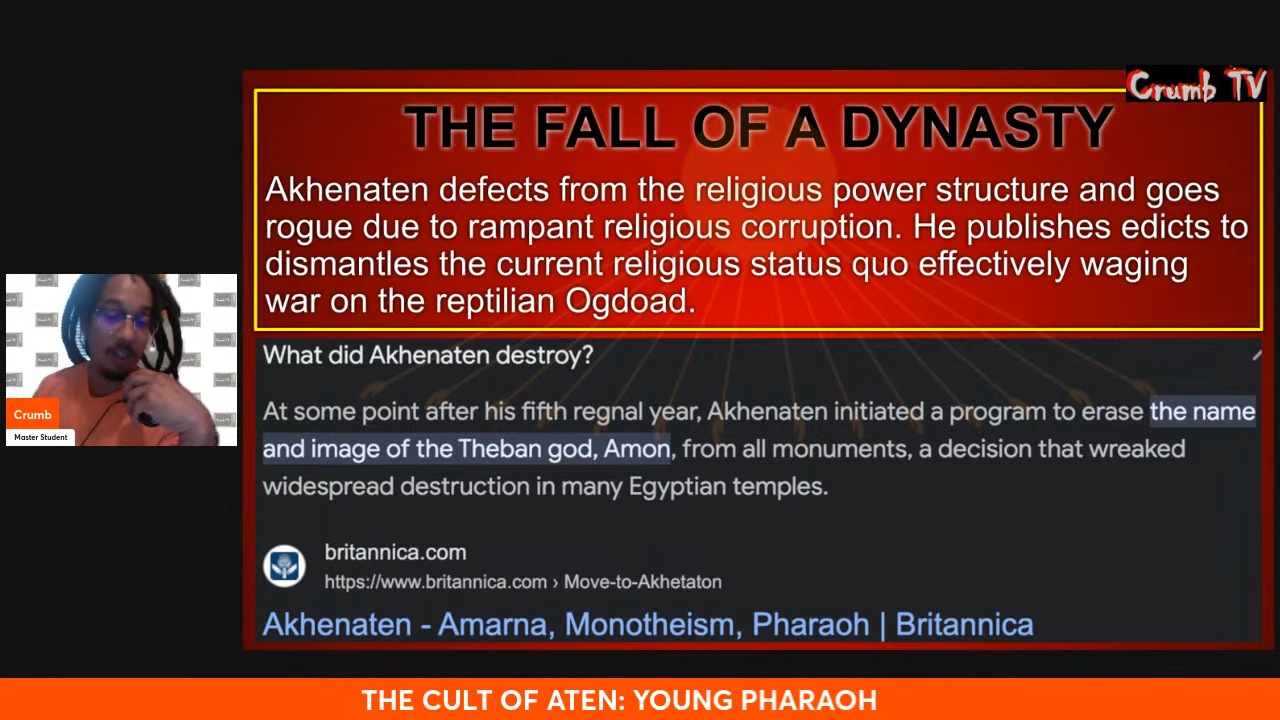 Crumb TV
THE FALL OF A DYNASTY
Akhenaten defects from the religious power structure and goes
rogue due to rampant religious corruption. He publishes edicts to
dismantles the current religious status quo effectively waging
war on the reptilian Ogdoad.
What did Akhenaten destroy?
At some point after his fifth regnal year, Akhenaten initiated a program to erase the name
and image of the Theban god, Amon, from all monuments, a decision that wreaked
widespread destruction in many Egyptian temples.
britannica.com
https://www.britannica.com › Move-to-Akhetaton
Akhenaten - Amarna, Monotheism, Pharaoh | Britannica
Crumb
Master Student
THE CULT OF ATEN: YOUNG PHARAOH